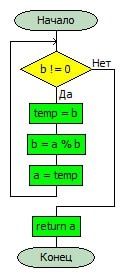 Начало
b != 0
Нет
Да
temp = b
b = a % b
a = temp
return a
Конец